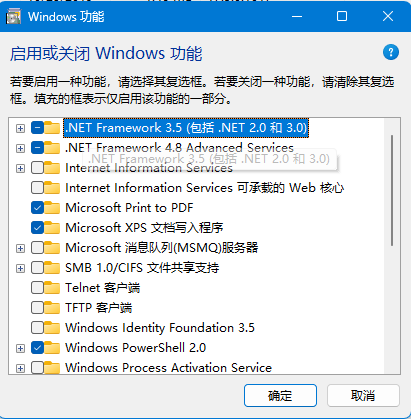 Windows 功能
启用或关闭 Windows 功能
若要启用一种功能，请选择其复选框。若要关闭一种功能，请清除其复选
框。填充的框表示仅启用该功能的一部分。
.NET Framework 3.5 (包括 .NET 2.0 和 3.0)
.NET Framework 4.8 Advanced Services
.NET Framework 3.5 (包括 .NET 2.0 和 3.0)
Internet Information Services
Internet Information Services 可承载的 Web 核心
Microsoft Print to PDF
Microsoft XPS 文档写入程序
Microsoft 消息队列(MSMQ)服务器
SMB 1.0/CIFS 文件共享支持
Telnet 客户端
TFTP 客户端
Windows Identity Foundation 3.5
Windows PowerShell 2.0
Windows Process Activation Service
确定
取消